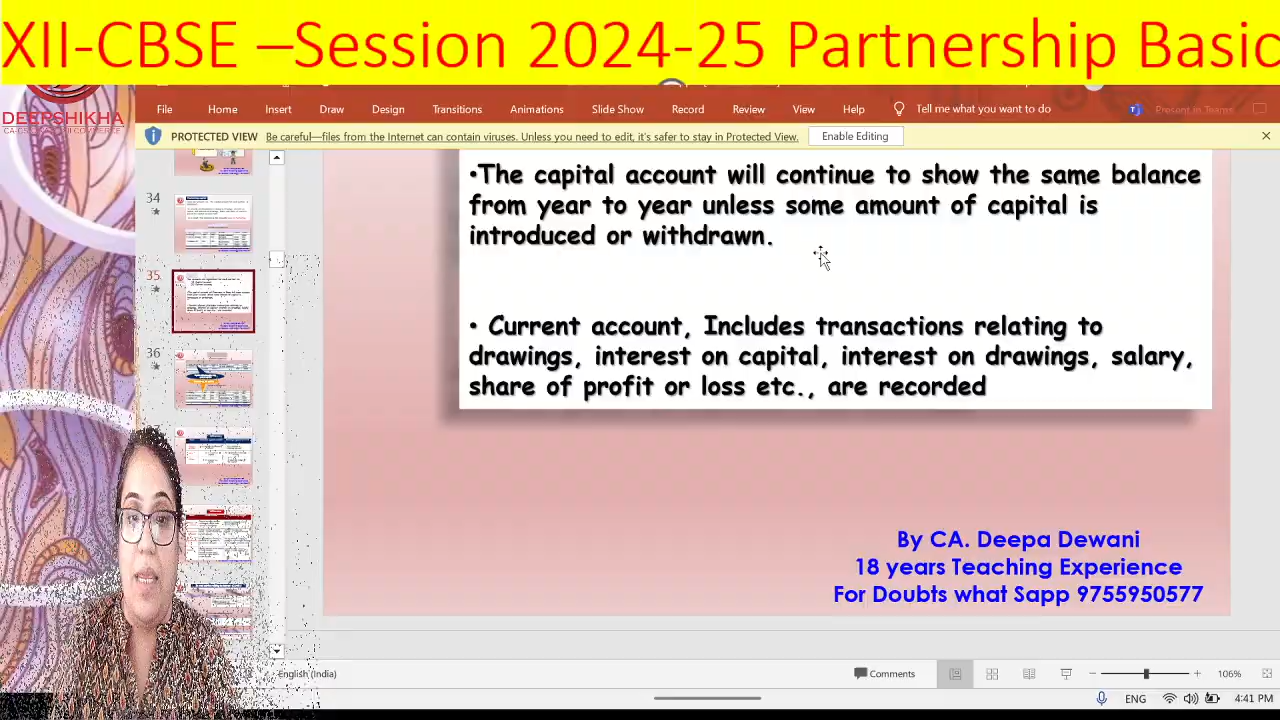 XII-CBSE –Session 2024-25 Partnership Basic
DEEPSHIKHA
File Home Insert Draw Design Transitions Animations Slide Show Record Review View Help Tell me what you want to do Present in Teams
PROTECTED VIEW Be careful—files from the Internet can contain viruses. Unless you need to edit, it's safer to stay in Protected View. Enable Editing
34
35
36
•The capital account will continue to show the same balance
from year to year unless some amount of capital is
introduced or withdrawn.
• Current account, Includes transactions relating to
drawings, interest on capital, interest on drawings, salary,
share of profit or loss etc., are recorded
By CA. Deepa Dewani
18 years Teaching Experience
For Doubts what Sapp 9755950577
English (India) Comments 106%
ENG 4:41 PM